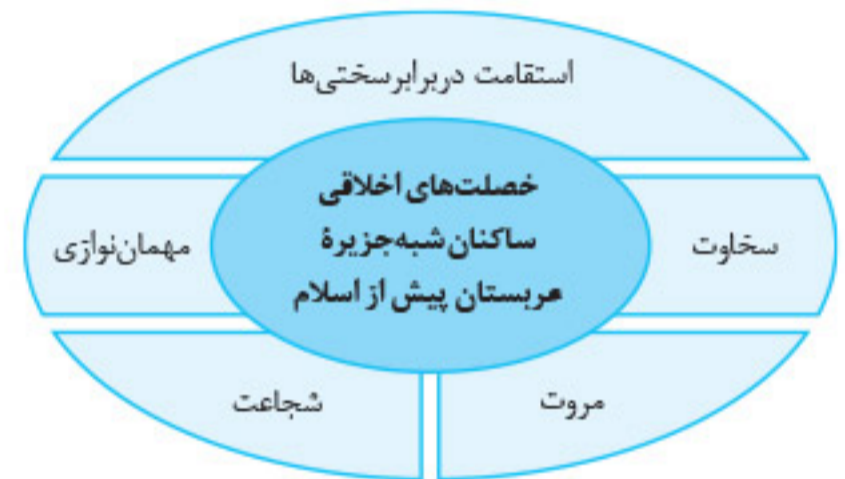 استقامت دربرابرسختی‌ها
خصلت‌های اخلاقی
ساکنان شبه‌جزیرهٔ
عربستان پیش از اسلام
سخاوت
مهمان‌نوازی
مروت
شجاعت